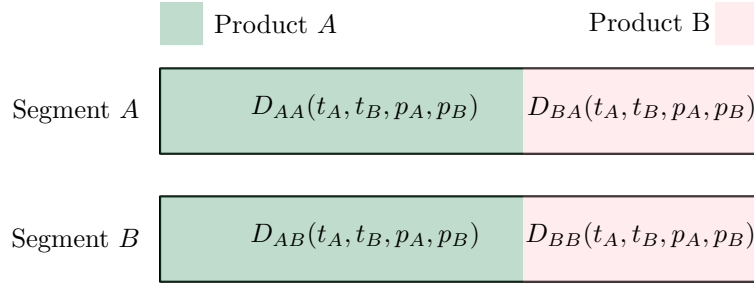 Product A Product B
Segment A D_{AA}(t_A, t_B, p_A, p_B) D_{BA}(t_A, t_B, p_A, p_B)
Segment B D_{AB}(t_A, t_B, p_A, p_B) D_{BB}(t_A, t_B, p_A, p_B)